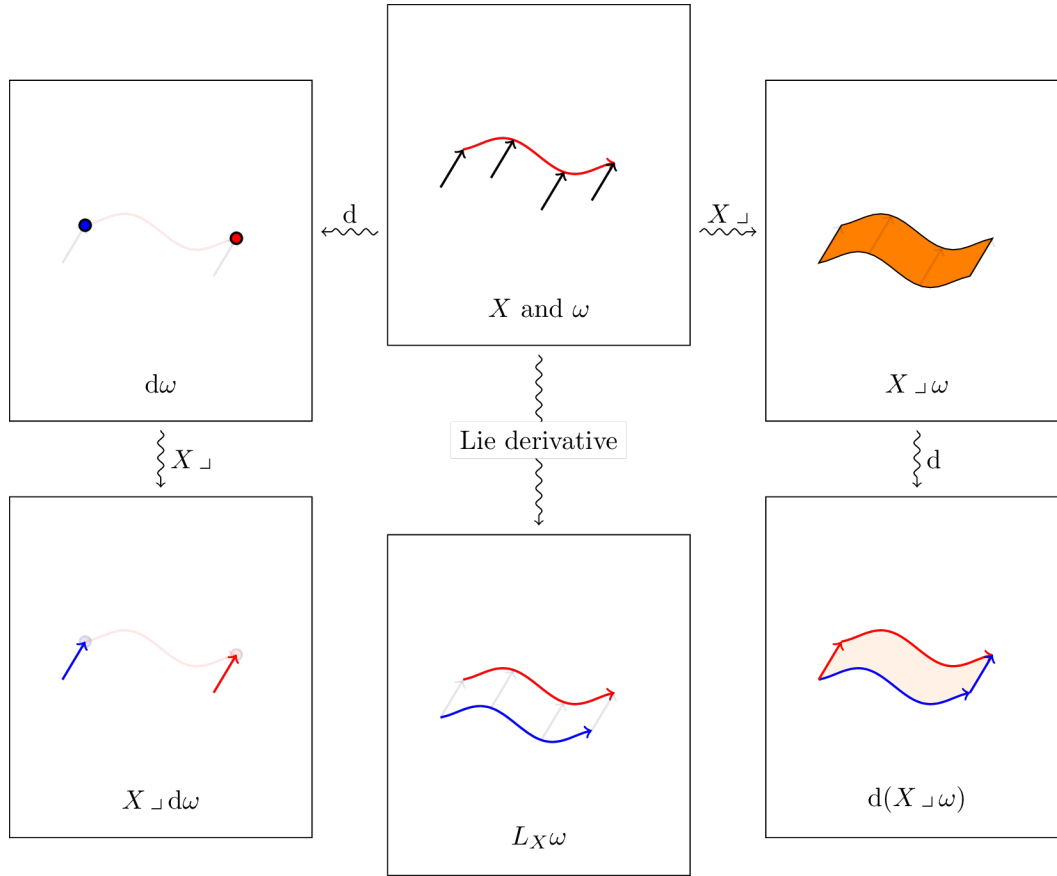 d
X ⌟
X and ω
dω
X ⌟ ω
Lie derivative
X ⌟
d
X ⌟ dω
L_X ω
d(X ⌟ ω)